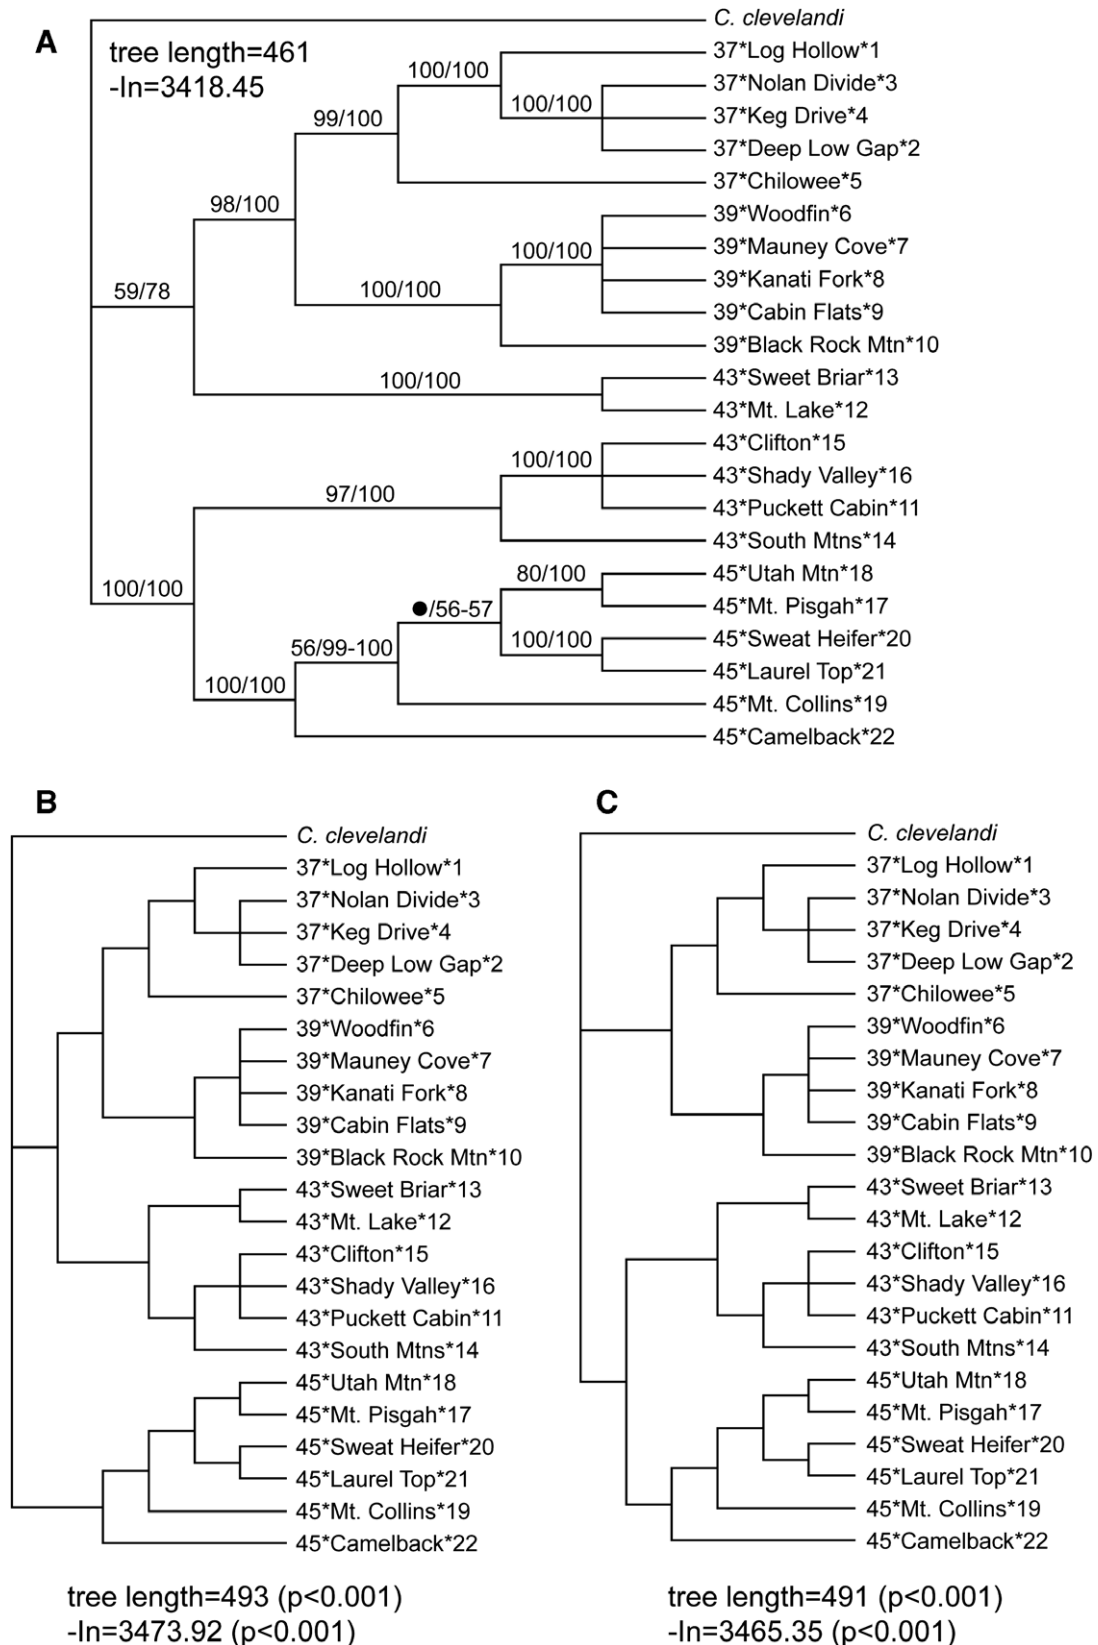 A
tree length=461
-ln=3418.45
C. clevelandi
37*Log Hollow*1
100/100
37*Nolan Divide*3
100/100
37*Keg Drive*4
99/100
37*Deep Low Gap*2
37*Chilowee*5
98/100
39*Woodfin*6
39*Mauney Cove*7
100/100
39*Kanati Fork*8
59/78
100/100
39*Cabin Flats*9
39*Black Rock Mtn*10
100/100
43*Sweet Briar*13
43*Mt. Lake*12
43*Clifton*15
100/100
43*Shady Valley*16
97/100
43*Puckett Cabin*11
43*South Mtns*14
100/100
80/100
45*Utah Mtn*18
●/56-57
45*Mt. Pisgah*17
56/99-100
100/100
45*Sweat Heifer*20
45*Laurel Top*21
100/100
45*Mt. Collins*19
45*Camelback*22
B
C. clevelandi
37*Log Hollow*1
37*Nolan Divide*3
37*Keg Drive*4
37*Deep Low Gap*2
37*Chilowee*5
39*Woodfin*6
39*Mauney Cove*7
39*Kanati Fork*8
39*Cabin Flats*9
39*Black Rock Mtn*10
43*Sweet Briar*13
43*Mt. Lake*12
43*Clifton*15
43*Shady Valley*16
43*Puckett Cabin*11
43*South Mtns*14
45*Utah Mtn*18
45*Mt. Pisgah*17
45*Sweat Heifer*20
45*Laurel Top*21
45*Mt. Collins*19
45*Camelback*22
tree length=493 (p<0.001)
-ln=3473.92 (p<0.001)
C
C. clevelandi
37*Log Hollow*1
37*Nolan Divide*3
37*Keg Drive*4
37*Deep Low Gap*2
37*Chilowee*5
39*Woodfin*6
39*Mauney Cove*7
39*Kanati Fork*8
39*Cabin Flats*9
39*Black Rock Mtn*10
43*Sweet Briar*13
43*Mt. Lake*12
43*Clifton*15
43*Shady Valley*16
43*Puckett Cabin*11
43*South Mtns*14
45*Utah Mtn*18
45*Mt. Pisgah*17
45*Sweat Heifer*20
45*Laurel Top*21
45*Mt. Collins*19
45*Camelback*22
tree length=491 (p<0.001)
-ln=3465.35 (p<0.001)